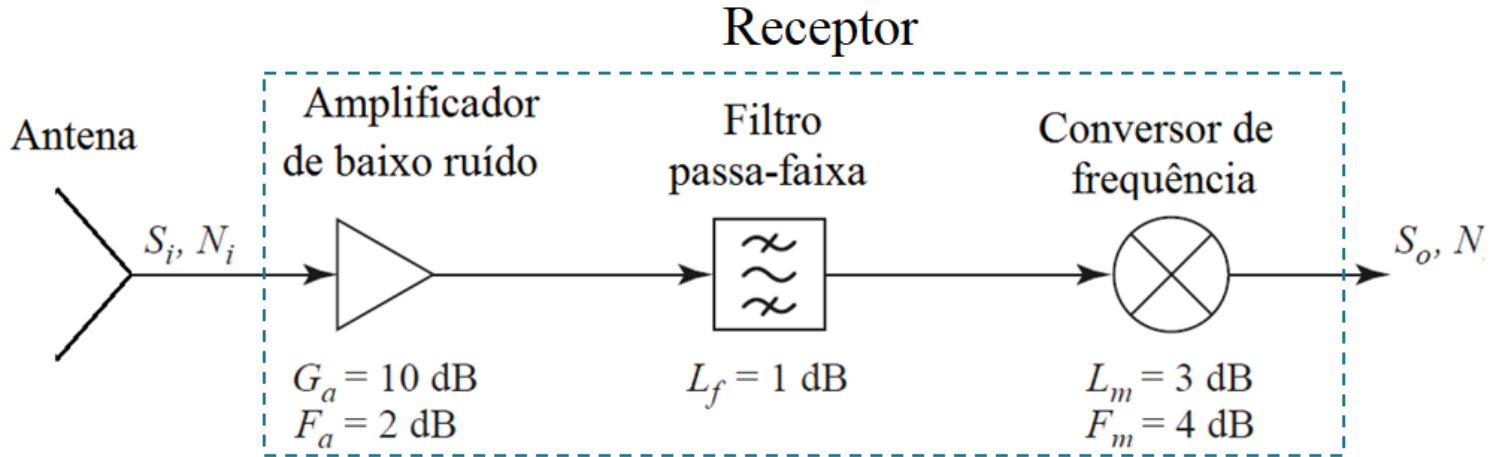 Receptor
Antena
Amplificador
de baixo ruído
Filtro
passa-faixa
Conversor de
frequência
S_i, N_i
S_o, N
G_a = 10 dB
F_a = 2 dB
L_f = 1 dB
L_m = 3 dB
F_m = 4 dB